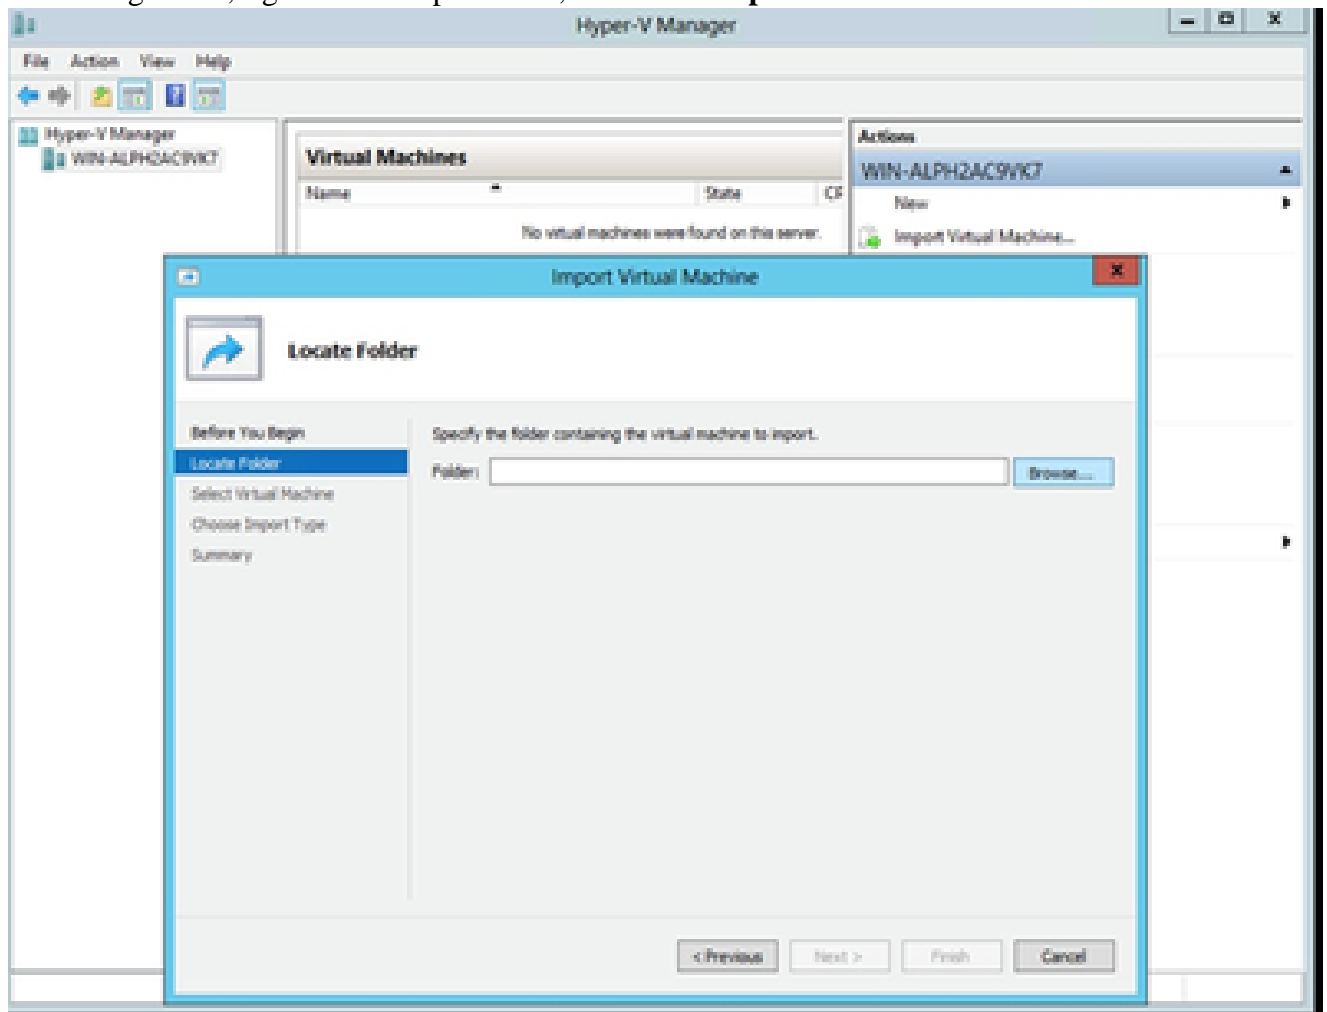 Hyper-V Manager
File Action View Help
Hyper-V Manager
WIN-ALPH2AC9VK7
Virtual Machines
Name State CP
No virtual machines were found on this server.
Actions
WIN-ALPH2AC9VK7
New
Import Virtual Machine...
Import Virtual Machine
Locate Folder
Before You Begin
Locate Folder
Select Virtual Machine
Choose Import Type
Summary
Specify the folder containing the virtual machine to import.
Folder: Browse...
< Previous Next > Finish Cancel